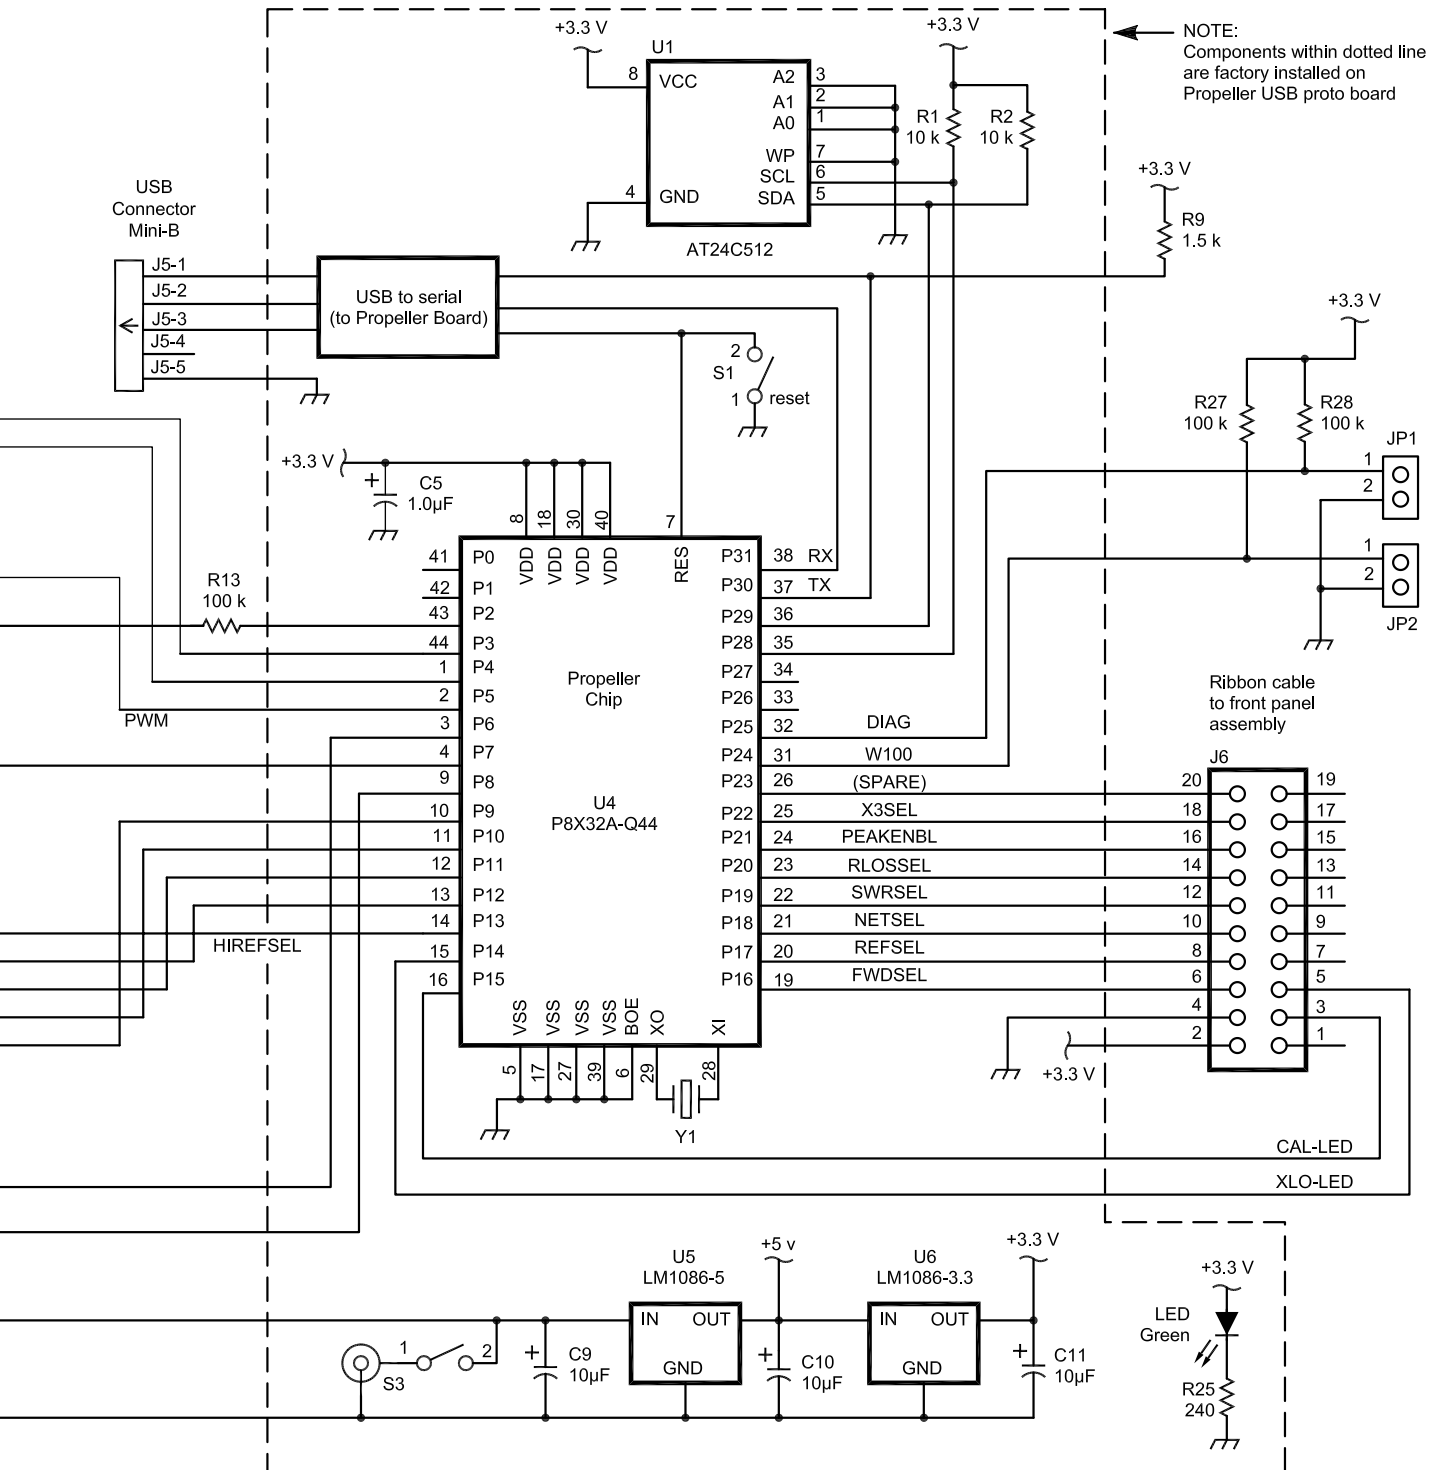 +3.3 V
+3.3 V
NOTE:
Components within dotted line
are factory installed on
Propeller USB proto board
U1
8
VCC
A2
3
A1
2
A0
1
WP
7
SCL
6
SDA
5
4
GND
AT24C512
R1
10 k
R2
10 k
+3.3 V
R9
1.5 k
USB
Connector
Mini-B
J5-1
J5-2
J5-3
J5-4
J5-5
USB to serial
(to Propeller Board)
2
S1
1
reset
+3.3 V
R27
100 k
R28
100 k
JP1
1
2
1
2
JP2
+3.3 V
C5
1.0µF
8
18
30
40
7
VDD
VDD
VDD
VDD
RES
R13
100 k
41
P0
42
P1
43
P2
44
P3
1
P4
2
P5
PWM
3
P6
4
P7
9
P8
10
P9
11
P10
12
P11
13
P12
14
P13
HIREFSEL
15
P14
16
P15
Propeller
Chip
U4
P8X32A-Q44
P31
38
RX
P30
37
TX
P29
36
P28
35
P27
34
P26
33
P25
32
DIAG
P24
31
W100
P23
26
(SPARE)
P22
25
X3SEL
P21
24
PEAKENBL
P20
23
RLOSSEL
P19
22
SWRSEL
P18
21
NETSEL
P17
20
REFSEL
P16
19
FWDSEL
VSS
VSS
VSS
VSS
BOE
XO
XI
5
17
27
39
6
29
28
Y1
Ribbon cable
to front panel
assembly
J6
20
19
18
17
16
15
14
13
12
11
10
9
8
7
6
5
4
3
2
1
+3.3 V
CAL-LED
XLO-LED
U5
LM1086-5
IN
OUT
GND
+5 v
U6
LM1086-3.3
IN
OUT
GND
+3.3 V
1
2
S3
C9
10µF
C10
10µF
C11
10µF
+3.3 V
LED
Green
R25
240